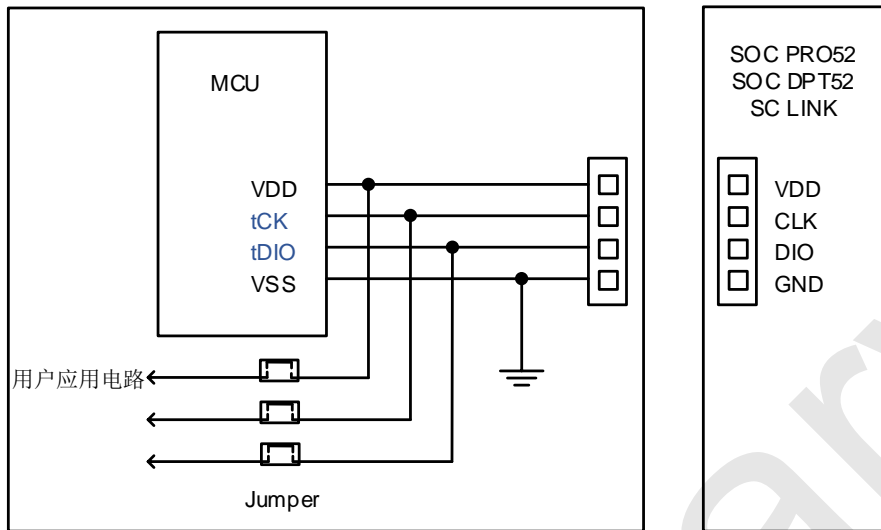 MCU
VDD
tCK
tDIO
VSS
用户应用电路
Jumper
SOC PRO52
SOC DPT52
SC LINK
VDD
CLK
DIO
GND